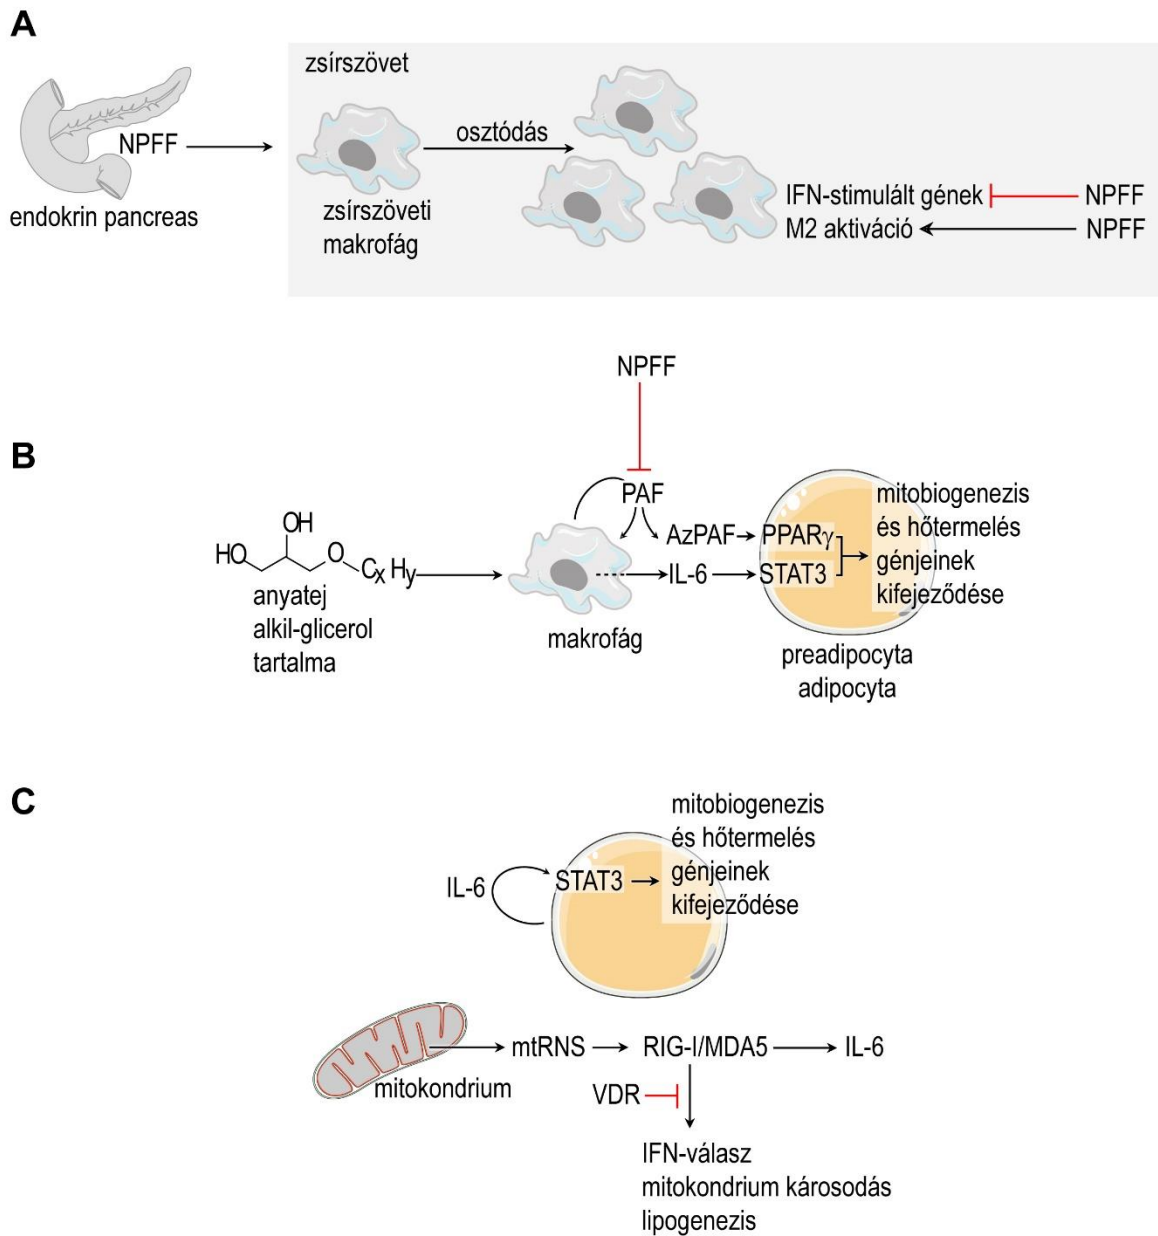 A
zsírszövet
NPFF
osztódás
endokrin pancreas
zsírszöveti
makrofág
IFN-stimulált gének
NPFF
M2 aktiváció
NPFF
B
NPFF
PAF
AzPAF
PPARγ
IL-6
STAT3
mitobiogenezis
és hőtermelés
génjeinek
kifejeződése
OH
HO
O
CxHy
anyatej
alkil-glicerol
tartalma
makrofág
preadipocyta
adipocyta
C
mitobiogenezis
és hőtermelés
génjeinek
kifejeződése
IL-6
STAT3
mitokondrium
mtRNS
RIG-I/MDA5
IL-6
VDR
IFN-válasz
mitokondrium károsodás
lipogenezis